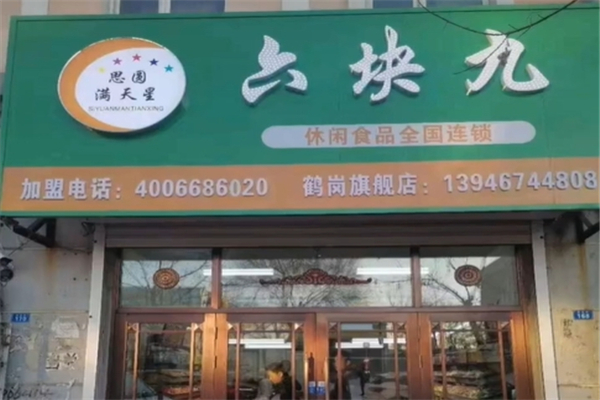 思圆
满天星
SIYUANMANTIANXING
六块九
休闲食品全国连锁
加盟电话：4006686020
鹤岗旗舰店：13946744808